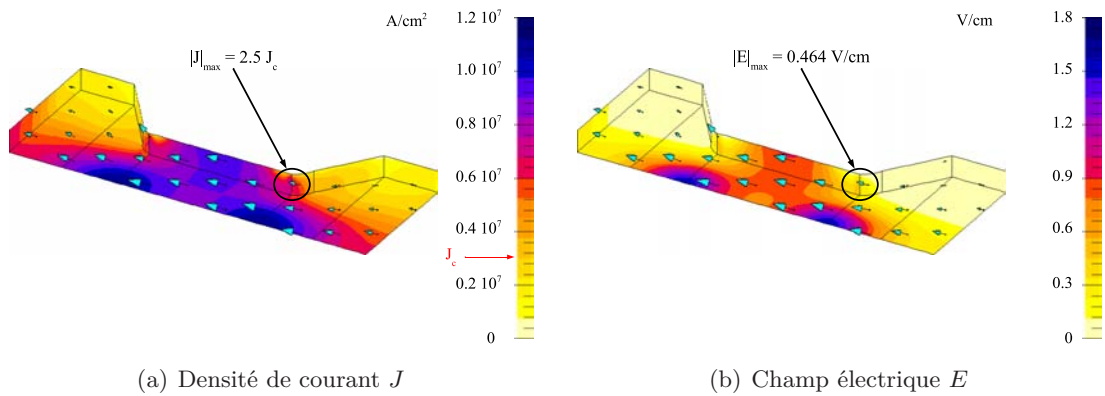 A/cm²
|J|max = 2.5 Jc
1.2 10⁷
1.0 10⁷
0.8 10⁷
0.6 10⁷
0.4 10⁷
Jc
0.2 10⁷
0
(a) Densité de courant J
V/cm
|E|max = 0.464 V/cm
1.8
1.5
1.2
0.9
0.6
0.3
0
(b) Champ électrique E